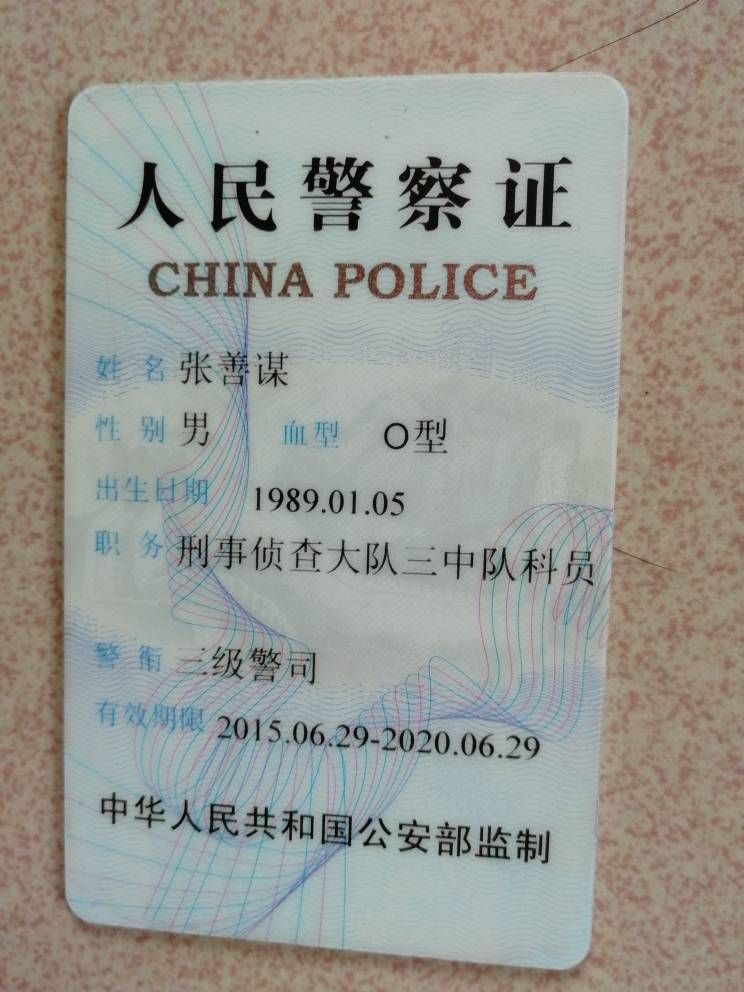 人民警察证
CHINA POLICE
姓名 张善谋
性别 男 血型 O型
出生日期 1989.01.05
职务 刑事侦查大队三中队科员
警衔 三级警司
有效期限 2015.06.29-2020.06.29
中华人民共和国公安部监制